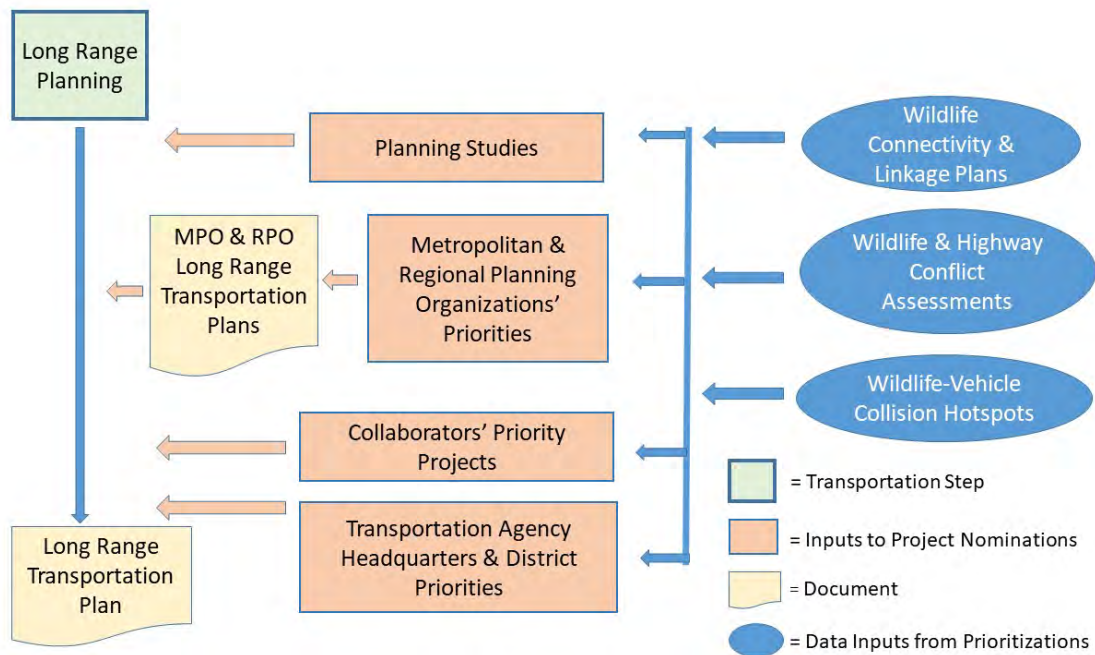 Long Range
Planning
Planning Studies
Wildlife
Connectivity &
Linkage Plans
MPO & RPO
Long Range
Transportation
Plans
Metropolitan &
Regional Planning
Organizations’
Priorities
Wildlife & Highway
Conflict
Assessments
Wildlife-Vehicle
Collision Hotspots
Collaborators’ Priority
Projects
Transportation Agency
Headquarters & District
Priorities
Long Range
Transportation
Plan
= Transportation Step
= Inputs to Project Nominations
= Document
= Data Inputs from Prioritizations